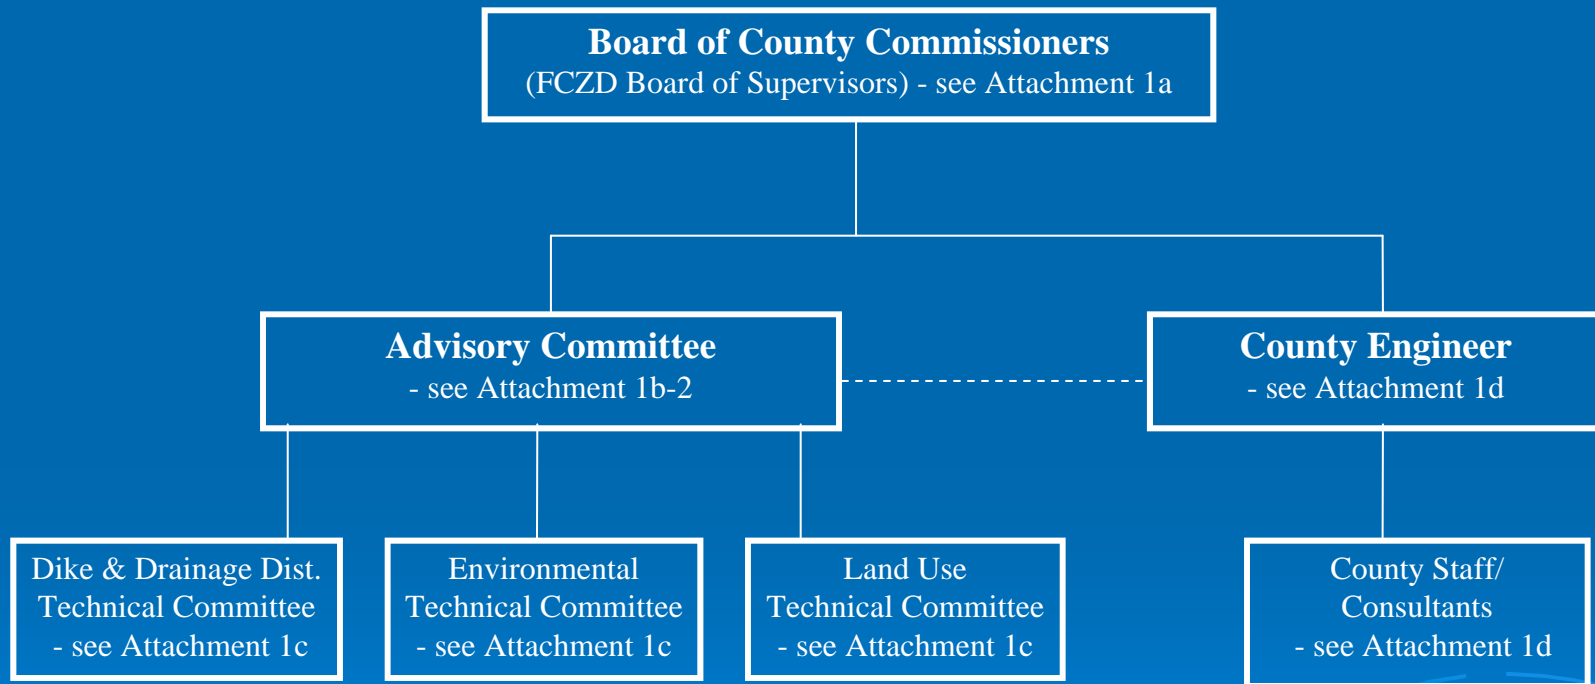 Board of County Commissioners
(FCZD Board of Supervisors) - see Attachment 1a
Advisory Committee
- see Attachment 1b-2
County Engineer
- see Attachment 1d
Dike & Drainage Dist.
Technical Committee
- see Attachment 1c
Environmental
Technical Committee
- see Attachment 1c
Land Use
Technical Committee
- see Attachment 1c
County Staff/
Consultants
- see Attachment 1d